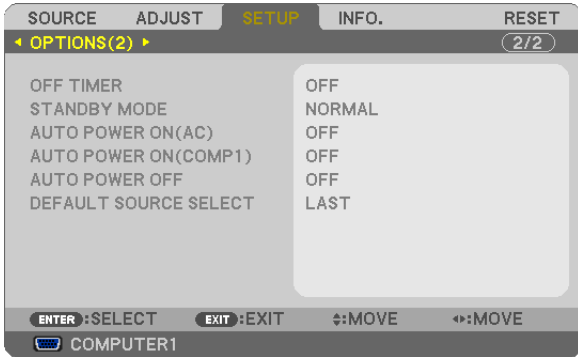 SOURCE ADJUST SETUP INFO. RESET
OPTIONS(2) 2/2
OFF TIMER OFF
STANDBY MODE NORMAL
AUTO POWER ON(AC) OFF
AUTO POWER ON(COMP1) OFF
AUTO POWER OFF OFF
DEFAULT SOURCE SELECT LAST
ENTER :SELECT EXIT :EXIT :MOVE :MOVE
COMPUTER1